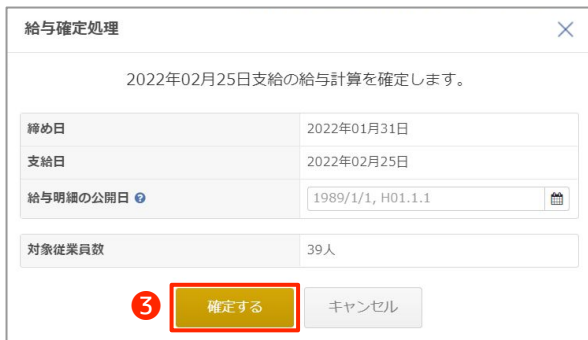 給与確定処理
2022年02月25日支給の給与計算を確定します。
締め日 2022年01月31日
支給日 2022年02月25日
給与明細の公開日 ? 1989/1/1, H01.1.1
対象従業員数 39人
3 確定する キャンセル